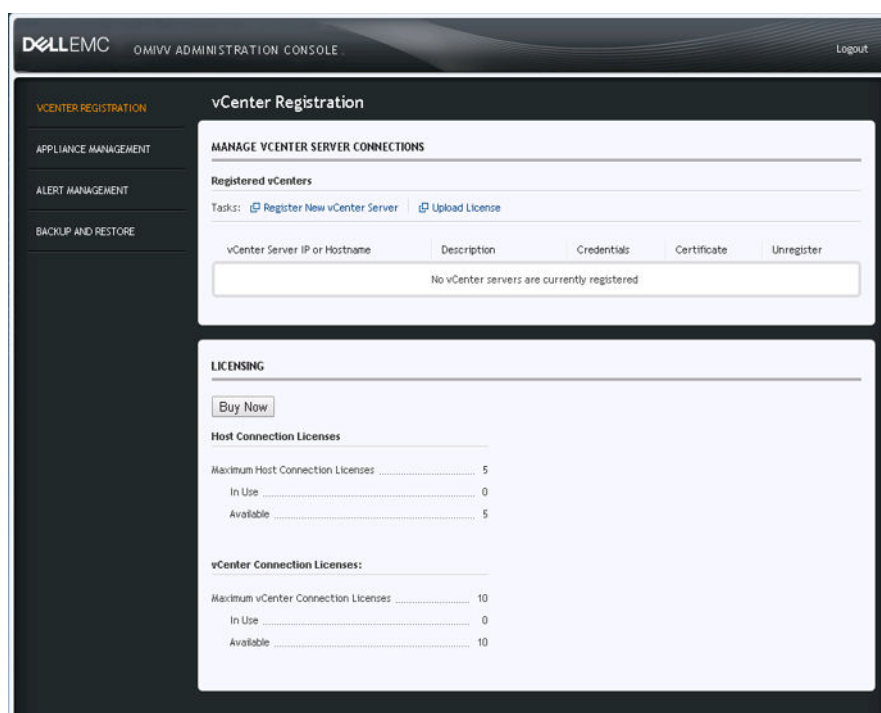 DELLEMC OMIVV ADMINISTRATION CONSOLE Logout
VCENTER REGISTRATION
APPLIANCE MANAGEMENT
ALERT MANAGEMENT
BACKUP AND RESTORE
vCenter Registration
MANAGE VCENTER SERVER CONNECTIONS
Registered vCenters
Tasks: Register New vCenter Server Upload License
vCenter Server IP or Hostname Description Credentials Certificate Unregister
No vCenter servers are currently registered
LICENSING
Buy Now
Host Connection Licenses
Maximum Host Connection Licenses 5
In Use 0
Available 5
vCenter Connection Licenses:
Maximum vCenter Connection Licenses 10
In Use 0
Available 10